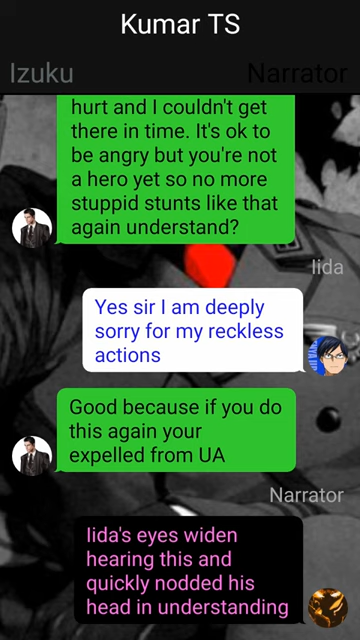 Kumar TS
Izuku
Narrator
hurt and I couldn't get
there in time. It's ok to
be angry but you're not
a hero yet so no more
stuppid stunts like that
again understand?
Iida
Yes sir I am deeply
sorry for my reckless
actions
Good because if you do
this again your
expelled from UA
Narrator
Iida's eyes widen
hearing this and
quickly nodded his
head in understanding